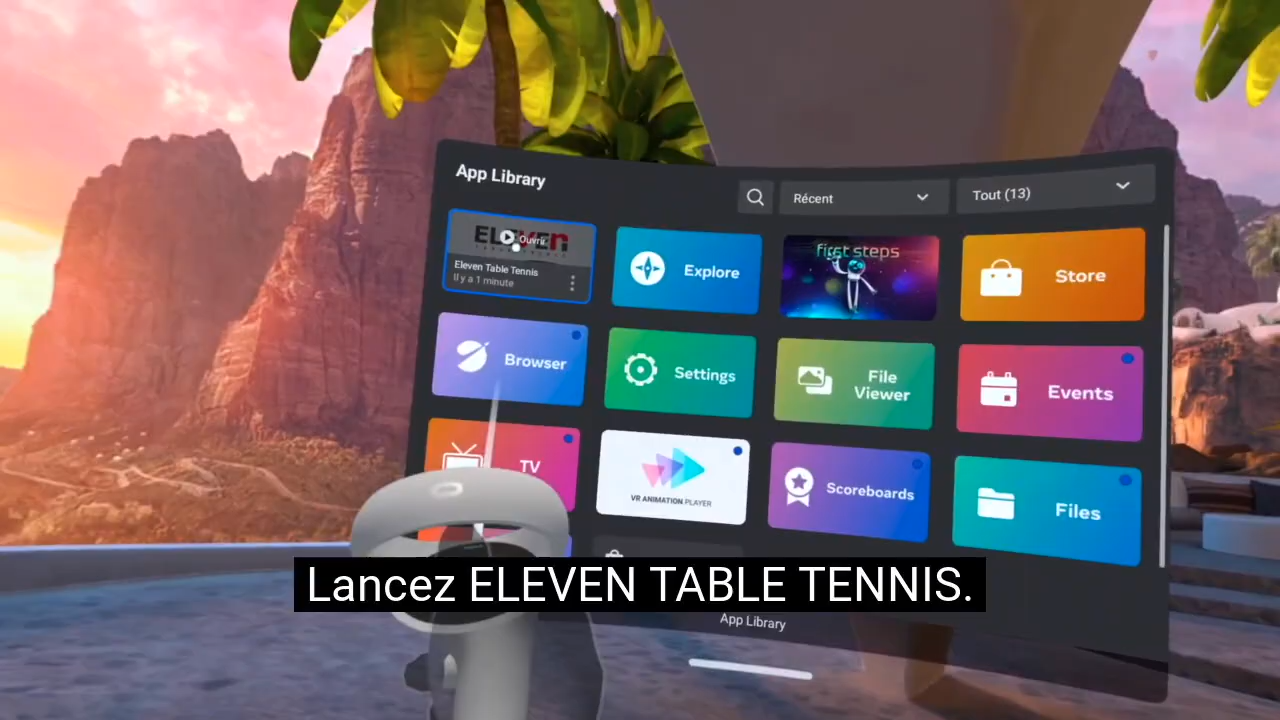 App Library
Récent
Tout (13)
ELEVEN
Ouvrir
Eleven Table Tennis
Il y a 1 minute
Explore
first steps
Store
Browser
Settings
File
Viewer
Events
TV
VR ANIMATION PLAYER
Scoreboards
Files
Lancez ELEVEN TABLE TENNIS.
App Library